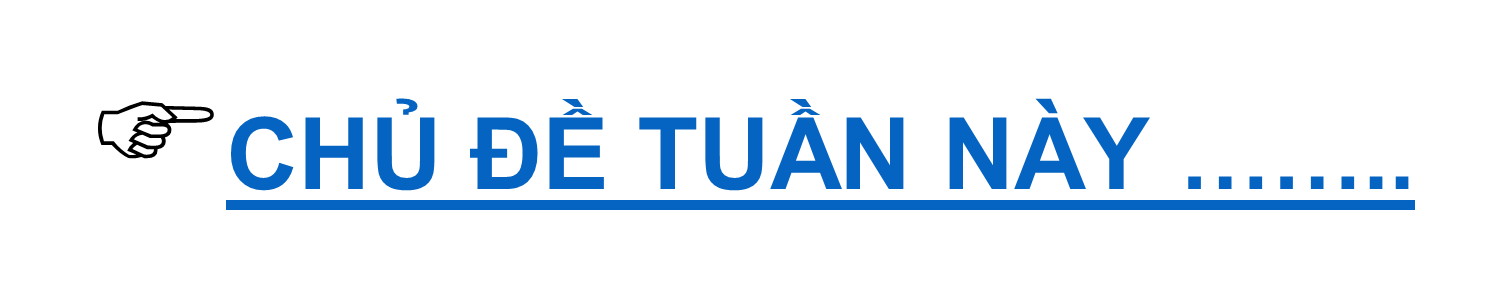 ☞CHỦ ĐỀ TUẦN NÀY ……..